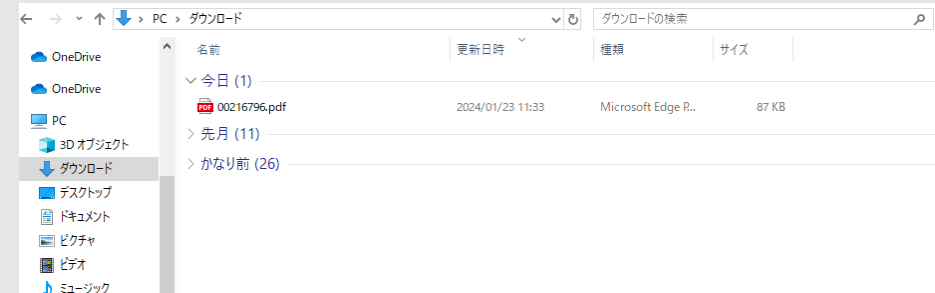 PC › ダウンロード ダウンロードの検索
OneDrive
OneDrive
PC
3D オブジェクト
ダウンロード
デスクトップ
ドキュメント
ピクチャ
ビデオ
ミュージック
名前 更新日時 種類 サイズ
今日 (1)
PDF 00216796.pdf 2024/01/23 11:33 Microsoft Edge P... 87 KB
先月 (11)
かなり前 (26)